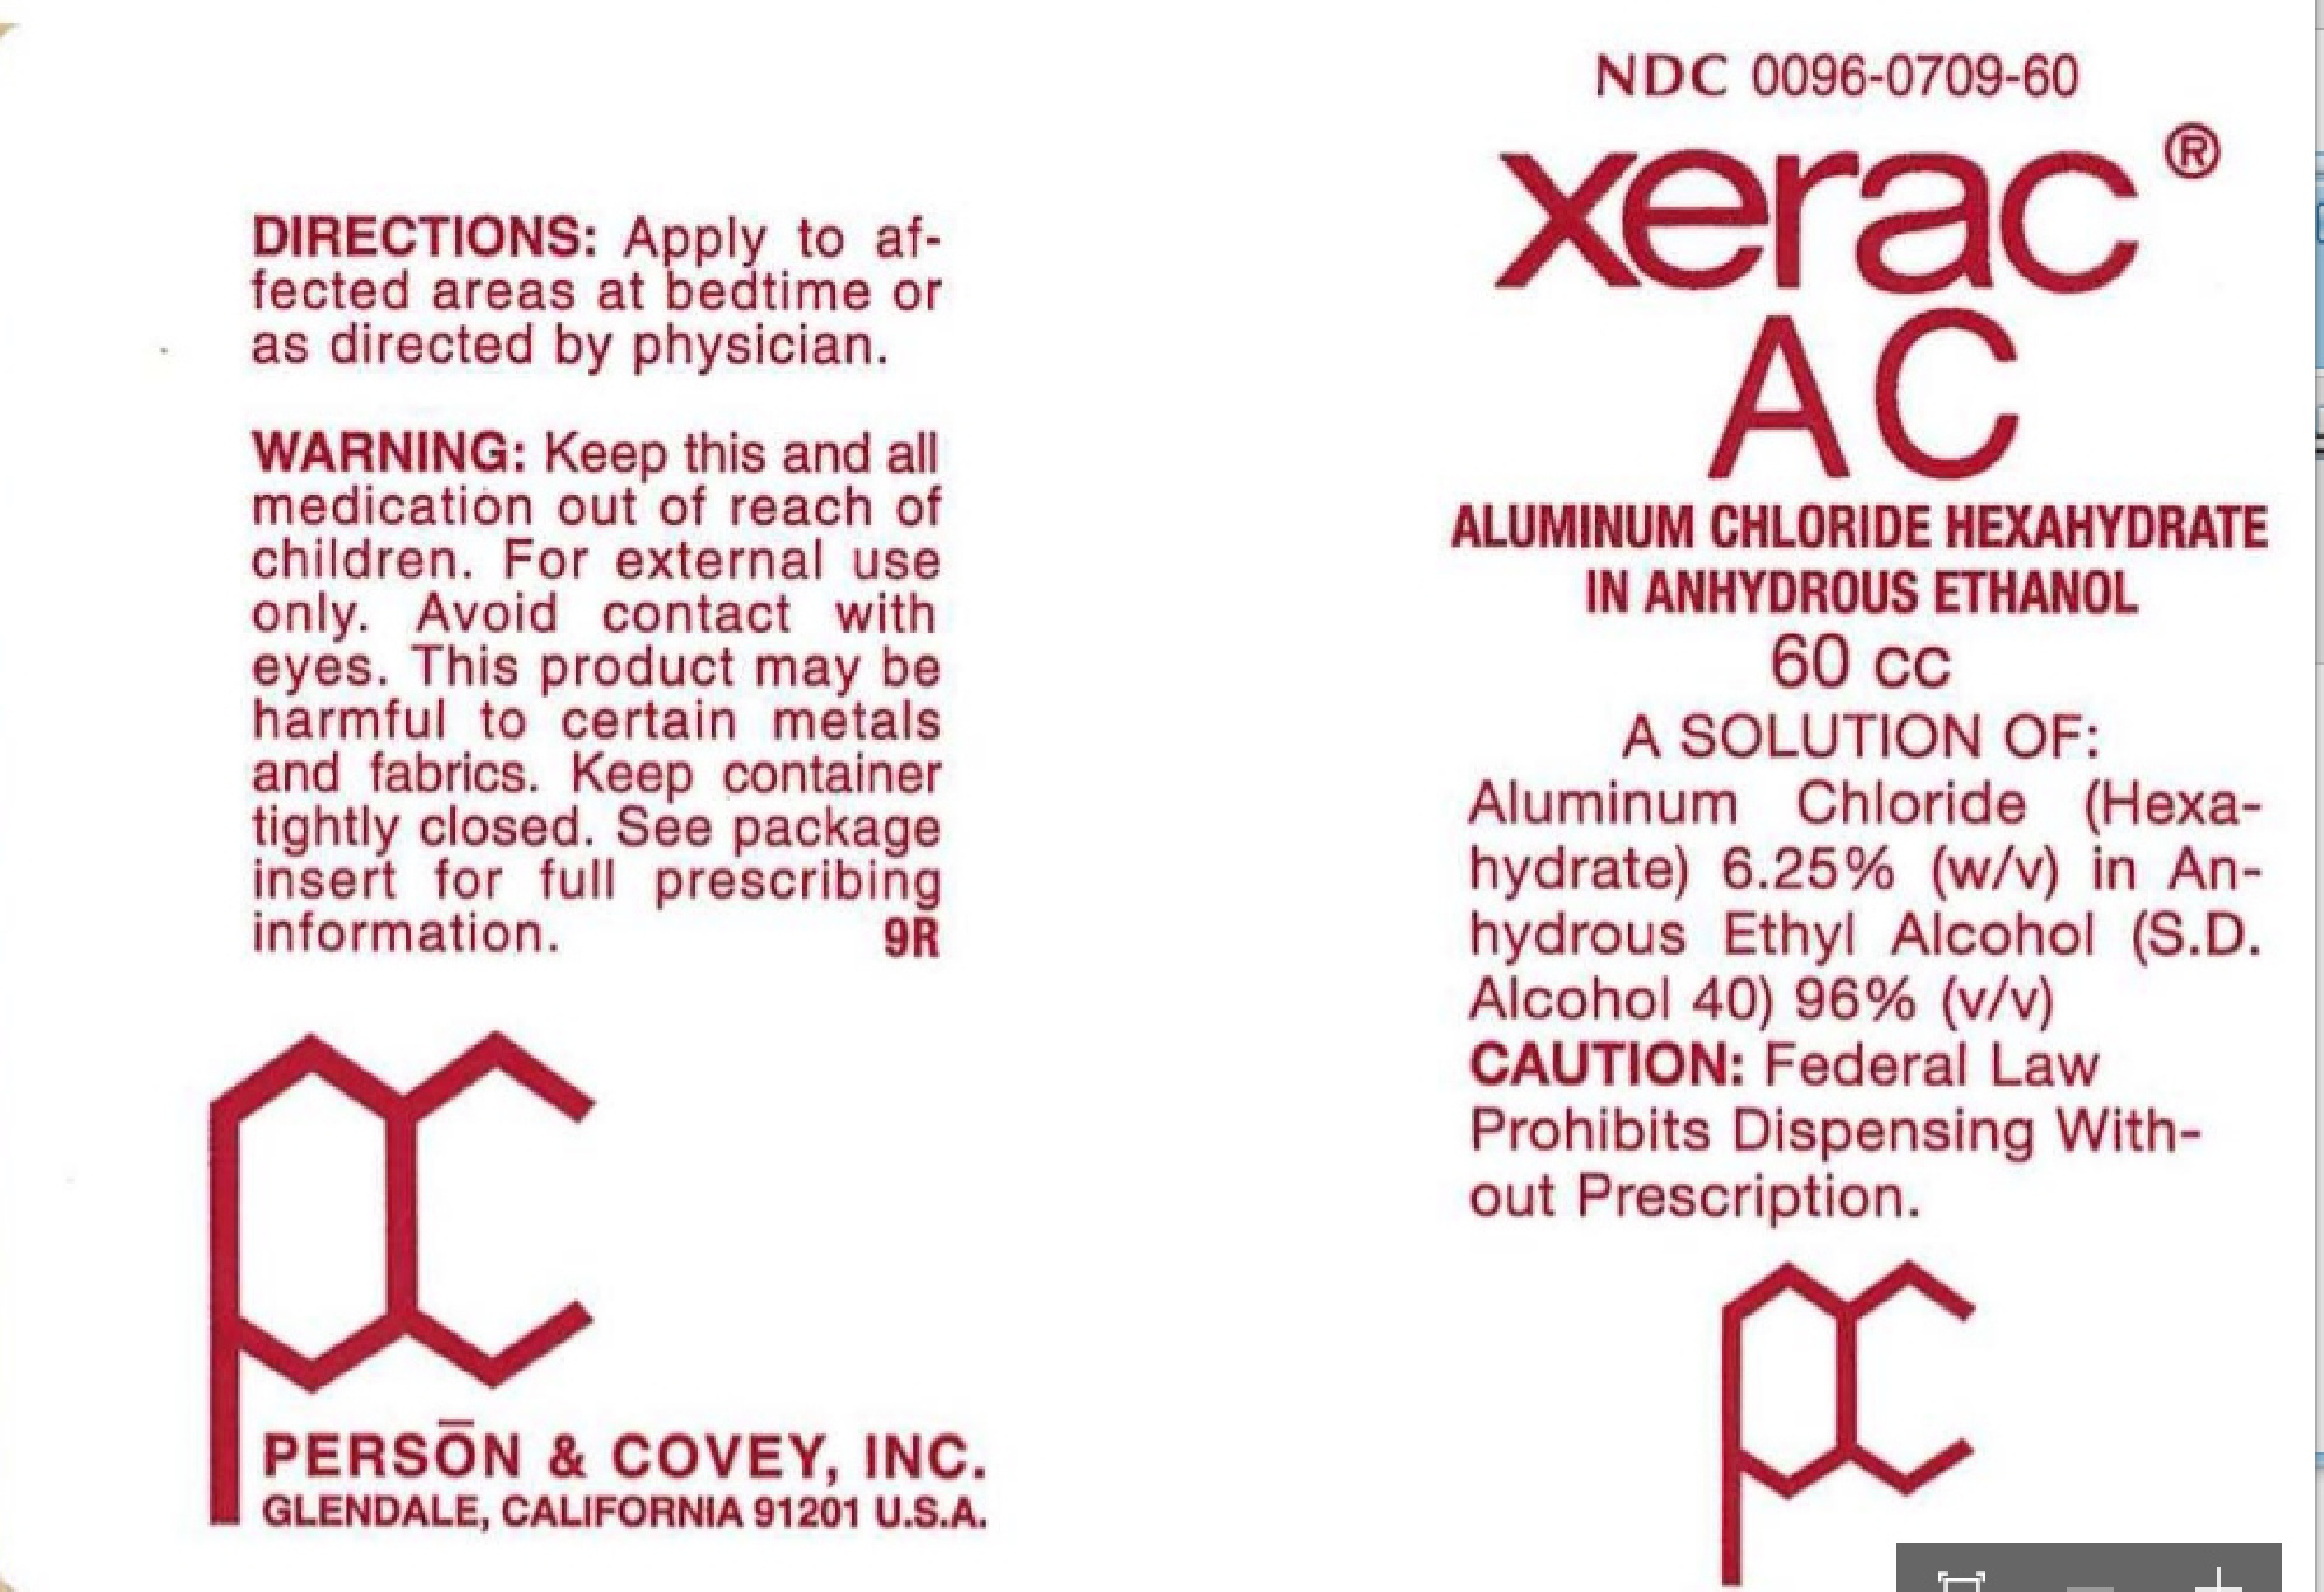 DIRECTIONS: Apply to af-
fected areas at bedtime or
as directed by physician.
WARNING: Keep this and all
medication out of reach of
children. For external use
only. Avoid contact with
eyes. This product may be
harmful to certain metals
and fabrics. Keep container
tightly closed. See package
insert for full prescribing
information. 9R
pc
PERSŌN & COVEY, INC.
GLENDALE, CALIFORNIA 91201 U.S.A.
NDC 0096-0709-60
xerac®
AC
ALUMINUM CHLORIDE HEXAHYDRATE
IN ANHYDROUS ETHANOL
60 cc
A SOLUTION OF:
Aluminum Chloride (Hexa-
hydrate) 6.25% (w/v) in An-
hydrous Ethyl Alcohol (S.D.
Alcohol 40) 96% (v/v)
CAUTION: Federal Law
Prohibits Dispensing With-
out Prescription.
pc